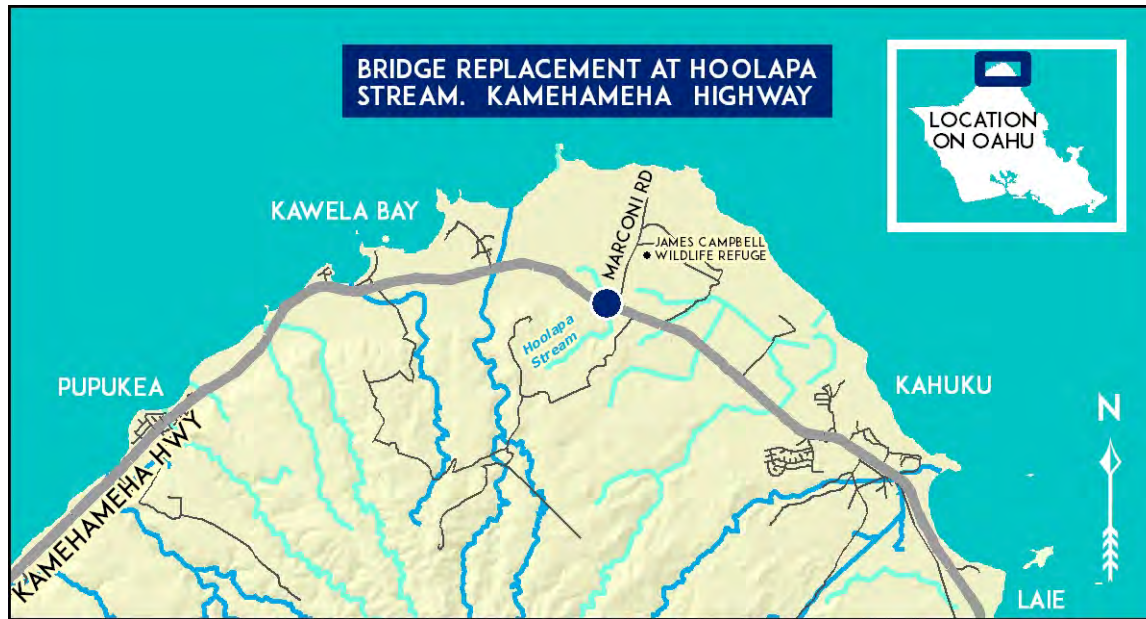 BRIDGE REPLACEMENT AT HOOLAPA
STREAM. KAMEHAMEHA HIGHWAY
LOCATION
ON OAHU
KAWELA BAY
MARCONI RD
JAMES CAMPBELL
WILDLIFE REFUGE
Hoolapa
Stream
PUPUKEA
KAHUKU
KAMEHAMEHA HWY
N
LAIE